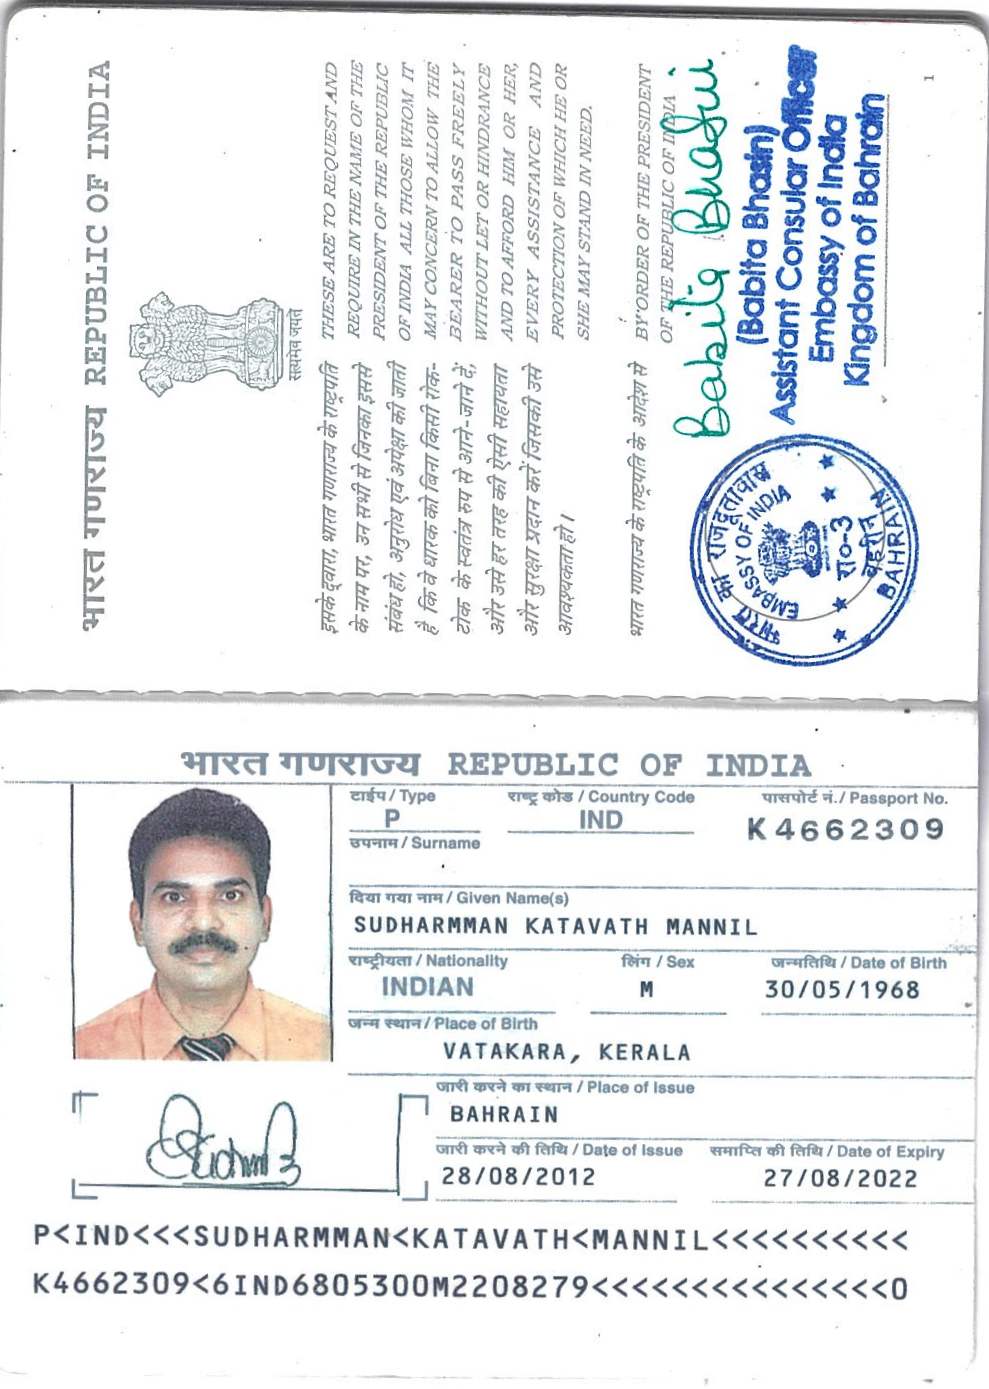 भारत गणराज्य REPUBLIC OF INDIA
सत्यमेव जयते
इसके द्वारा, भारत गणराज्य के राष्ट्रपति
के नाम पर, उन सभी से जिनका इससे
संबंध हो, अनुरोध एवं अपेक्षा की जाती
है कि वे धारक को बिना किसी रोक-
टोक के स्वतंत्र रुप से आने-जाने दें,
और उसे हर तरह की ऐसी सहायता
और सुरक्षा प्रदान करें जिसकी उसे
आवश्यकता हो।
THESE ARE TO REQUEST AND
REQUIRE IN THE NAME OF THE
PRESIDENT OF THE REPUBLIC
OF INDIA ALL THOSE WHOM IT
MAY CONCERN TO ALLOW THE
BEARER TO PASS FREELY
WITHOUT LET OR HINDRANCE
AND TO AFFORD HIM OR HER,
EVERY ASSISTANCE AND
PROTECTION OF WHICH HE OR
SHE MAY STAND IN NEED.
भारत गणराज्य के राष्ट्रपति के आदेश से
BY ORDER OF THE PRESIDENT
OF THE REPUBLIC OF INDIA
Babita Bhasin
(Babita Bhasin)
Assistant Consular Officer
Embassy of India
Kingdom of Bahrain
भारत का राजदूतावास
EMBASSY OF INDIA
रा०-3
बहरीन
BAHRAIN
1
भारत गणराज्य REPUBLIC OF INDIA
टाईप / Type राष्ट्र कोड / Country Code पासपोर्ट नं./ Passport No.
P IND K4662309
उपनाम / Surname
दिया गया नाम / Given Name(s)
SUDHARMMAN KATAVATH MANNIL
राष्ट्रीयता / Nationality लिंग / Sex जन्मतिथि / Date of Birth
INDIAN M 30/05/1968
जन्म स्थान / Place of Birth
VATAKARA, KERALA
जारी करने का स्थान / Place of Issue
BAHRAIN
जारी करने की तिथि / Date of Issue समाप्ति की तिथि / Date of Expiry
28/08/2012 27/08/2022
P<IND<<<SUDHARMMAN<KATAVATH<MANNIL<<<<<<<<<<
K4662309<6IND6805300M2208279<<<<<<<<<<<<<<<0